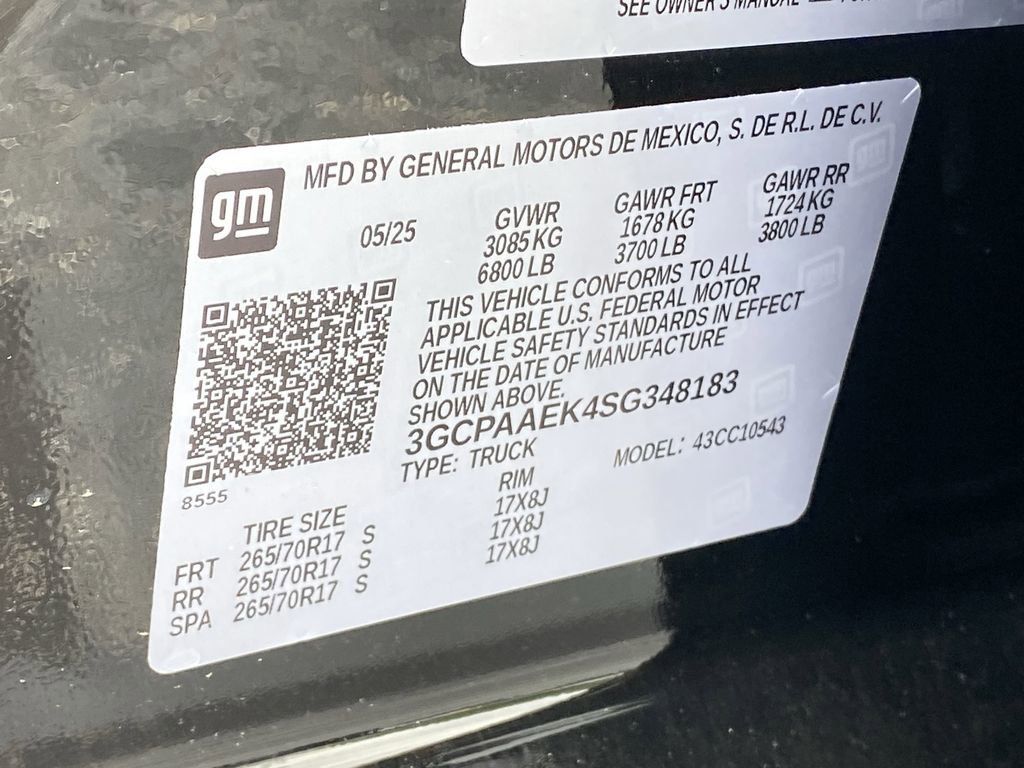 SEE OWNER'S MANUAL
MFD BY GENERAL MOTORS DE MEXICO, S. DE R.L. DE C.V.
gm
05/25 GVWR GAWR FRT GAWR RR
3085 KG 1678 KG 1724 KG
6800 LB 3700 LB 3800 LB
THIS VEHICLE CONFORMS TO ALL
APPLICABLE U.S. FEDERAL MOTOR
VEHICLE SAFETY STANDARDS IN EFFECT
ON THE DATE OF MANUFACTURE
SHOWN ABOVE.
3GCPAAEK4SG348183
TYPE: TRUCK MODEL: 43CC10543
8555
TIRE SIZE RIM
FRT 265/70R17 S 17X8J
RR 265/70R17 S 17X8J
SPA 265/70R17 S 17X8J